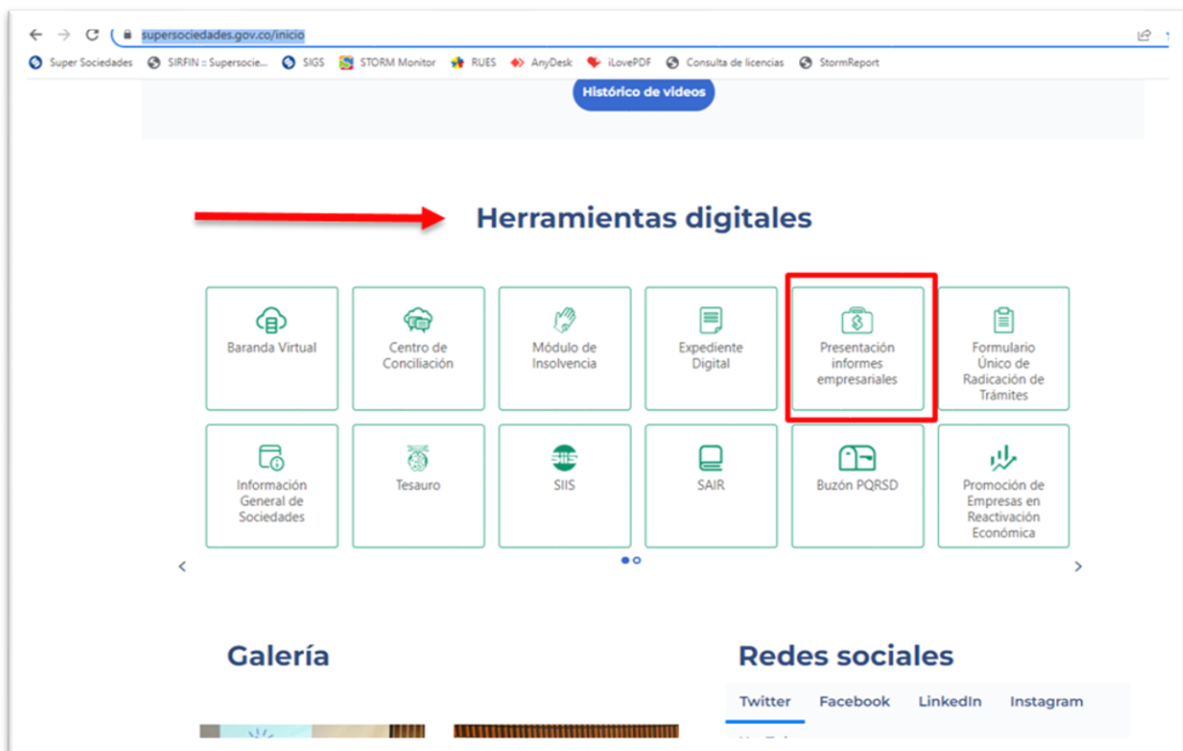 supersociedades.gov.co/inicio
Super Sociedades SIRFIN :: Supersocie... SIGS STORM Monitor RUES AnyDesk iLovePDF Consulta de licencias StormReport
Histórico de videos
Herramientas digitales
Baranda Virtual
Centro de
Conciliación
Módulo de
Insolvencia
Expediente
Digital
Presentación
informes
empresariales
Formulario
Único de
Radicación de
Trámites
Información
General de
Sociedades
Tesauro
SIIS
SIIS
SAIR
Buzón PQRSD
Promoción de
Empresas en
Reactivación
Económica
Galería
Redes sociales
Twitter Facebook LinkedIn Instagram